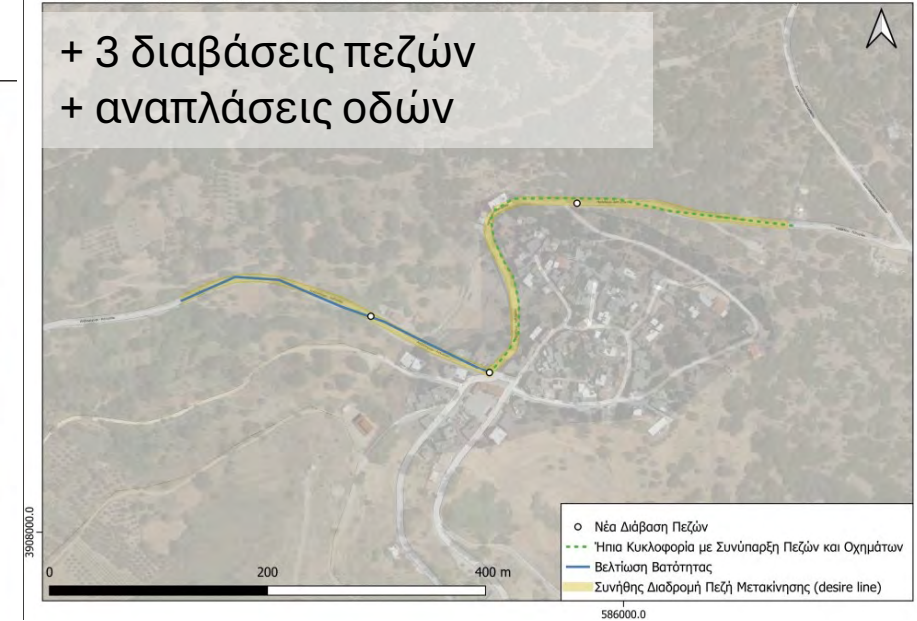 + 3 διαβάσεις πεζών
+ αναπλάσεις οδών
3908000.0
0 200 400 m
Νέα Διάβαση Πεζών
Ήπια Κυκλοφορία με Συνύπαρξη Πεζών και Οχημάτων
Βελτίωση Βατότητας
Συνήθης Διαδρομή Πεζή Μετακίνησης (desire line)
586000.0